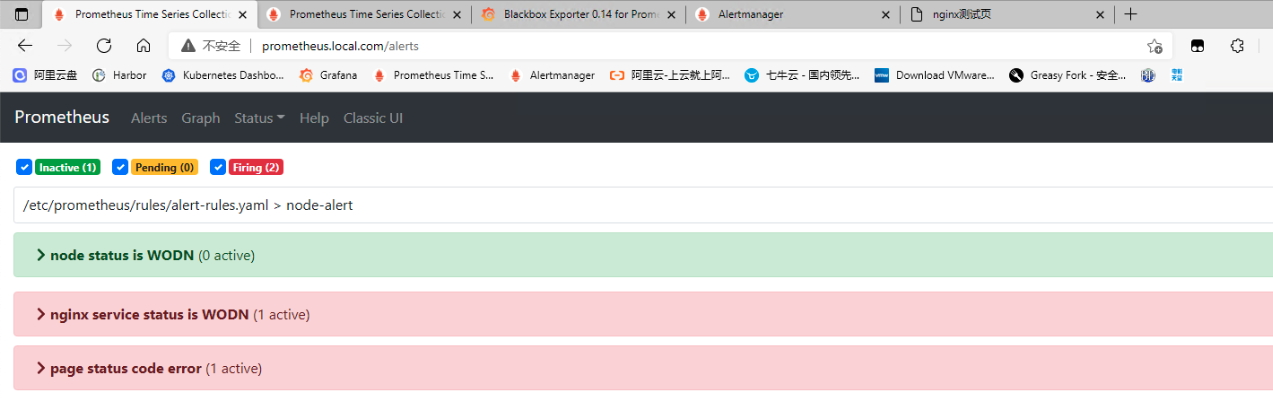 Prometheus Time Series Collectio
Prometheus Time Series Collectio
Blackbox Exporter 0.14 for Prome
Alertmanager
nginx测试页
不安全
prometheus.local.com/alerts
阿里云盘
Harbor
Kubernetes Dashbo...
Grafana
Prometheus Time S...
Alertmanager
阿里云-上云就上阿...
七牛云 - 国内领先...
Download VMware...
Greasy Fork - 安全...
Prometheus
Alerts
Graph
Status
Help
Classic UI
Inactive (1)
Pending (0)
Firing (2)
/etc/prometheus/rules/alert-rules.yaml > node-alert
node status is WODN (0 active)
nginx service status is WODN (1 active)
page status code error (1 active)